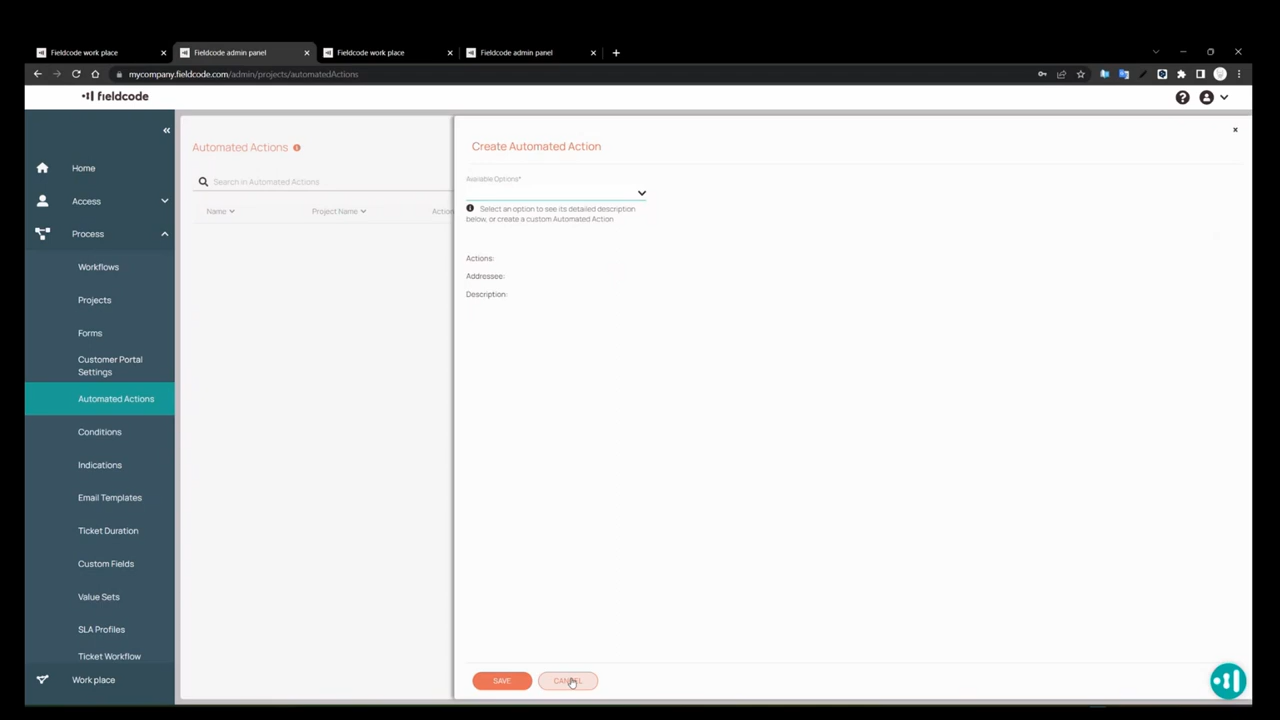 Fieldcode work place
Fieldcode admin panel
Fieldcode work place
Fieldcode admin panel
mycompany.fieldcode.com/admin/projects/automatedActions
fieldcode
Home
Access
Process
Workflows
Projects
Forms
Customer Portal
Settings
Automated Actions
Conditions
Indications
Email Templates
Ticket Duration
Custom Fields
Value Sets
SLA Profiles
Ticket Workflow
Work place
Automated Actions
Search in Automated Actions
Name
Project Name
Action
Create Automated Action
Available Options*
Select an option to see its detailed description
below, or create a custom Automated Action
Actions:
Addressee:
Description:
SAVE
CANCEL